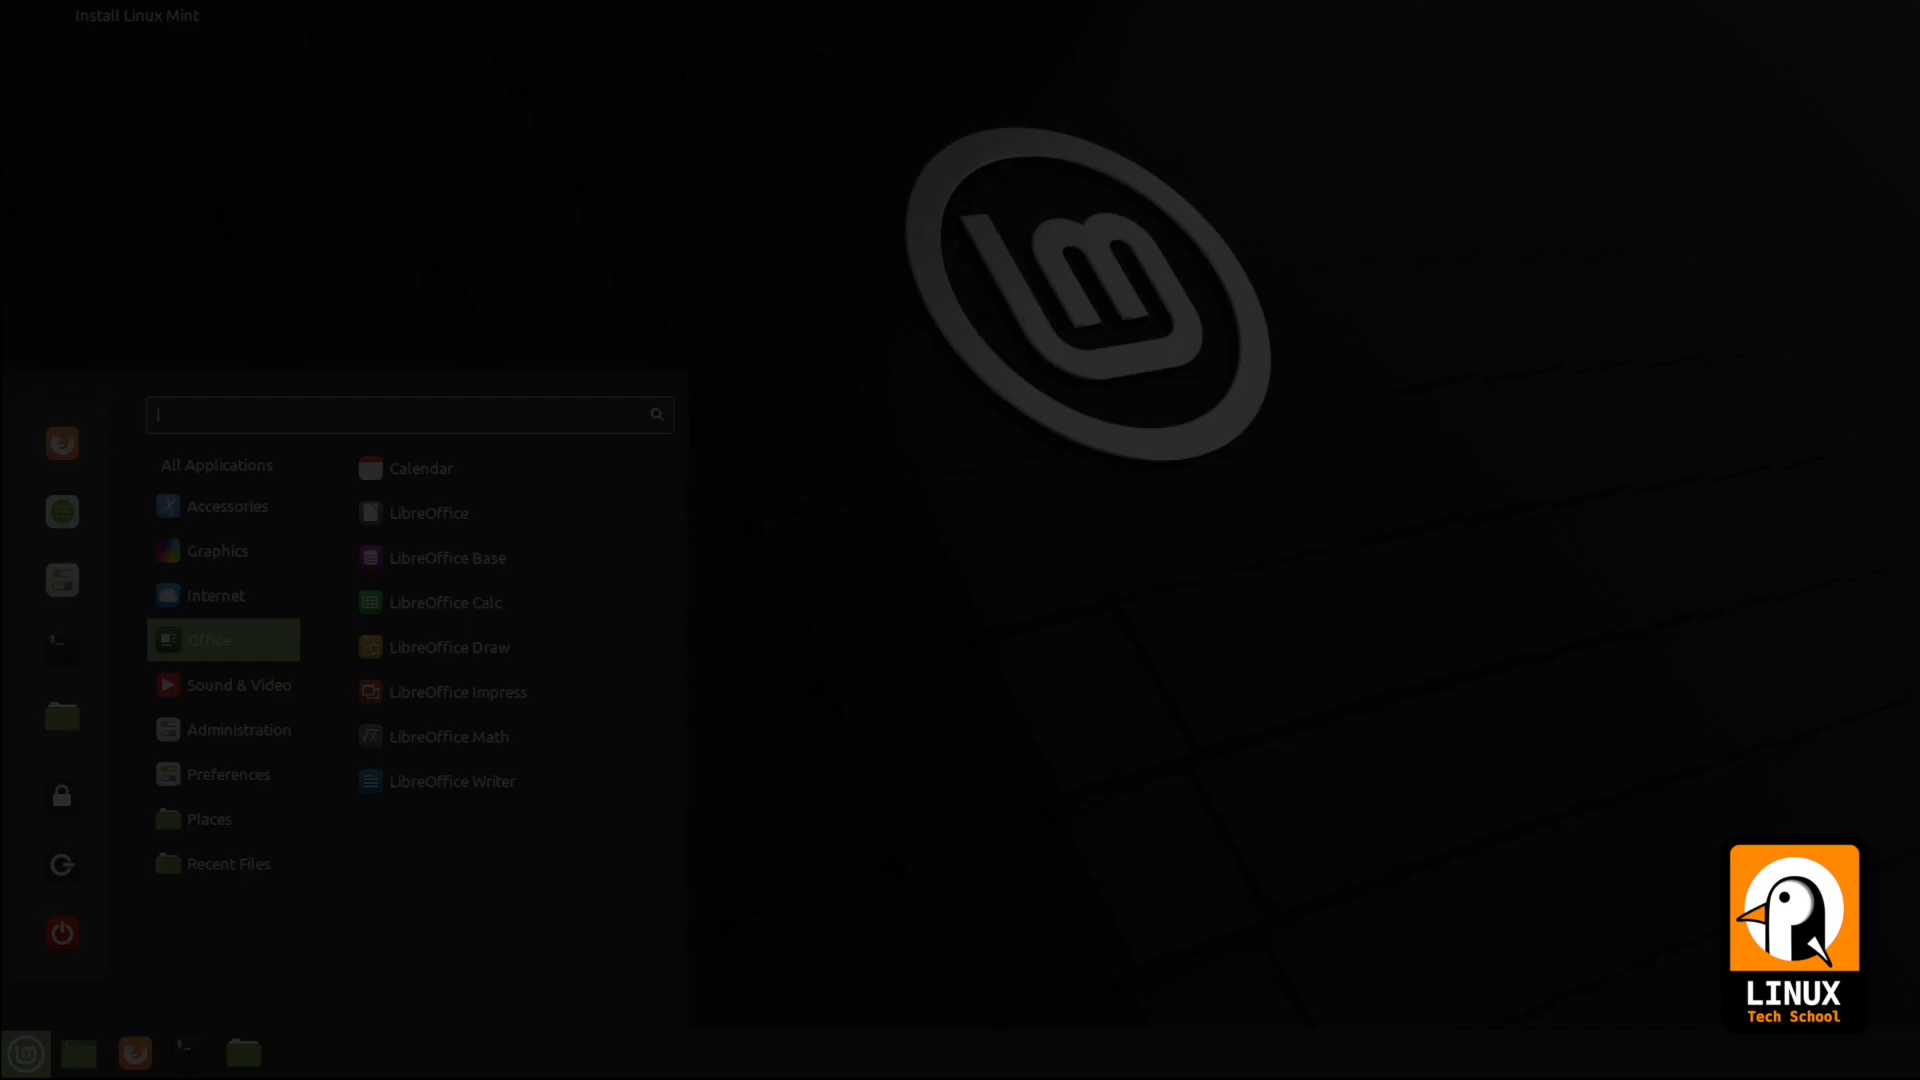 Install Linux Mint
All Applications
Accessories
Graphics
Internet
Office
Sound & Video
Administration
Preferences
Places
Recent Files
Calendar
LibreOffice
LibreOffice Base
LibreOffice Calc
LibreOffice Draw
LibreOffice Impress
LibreOffice Math
LibreOffice Writer
LINUX
Tech School